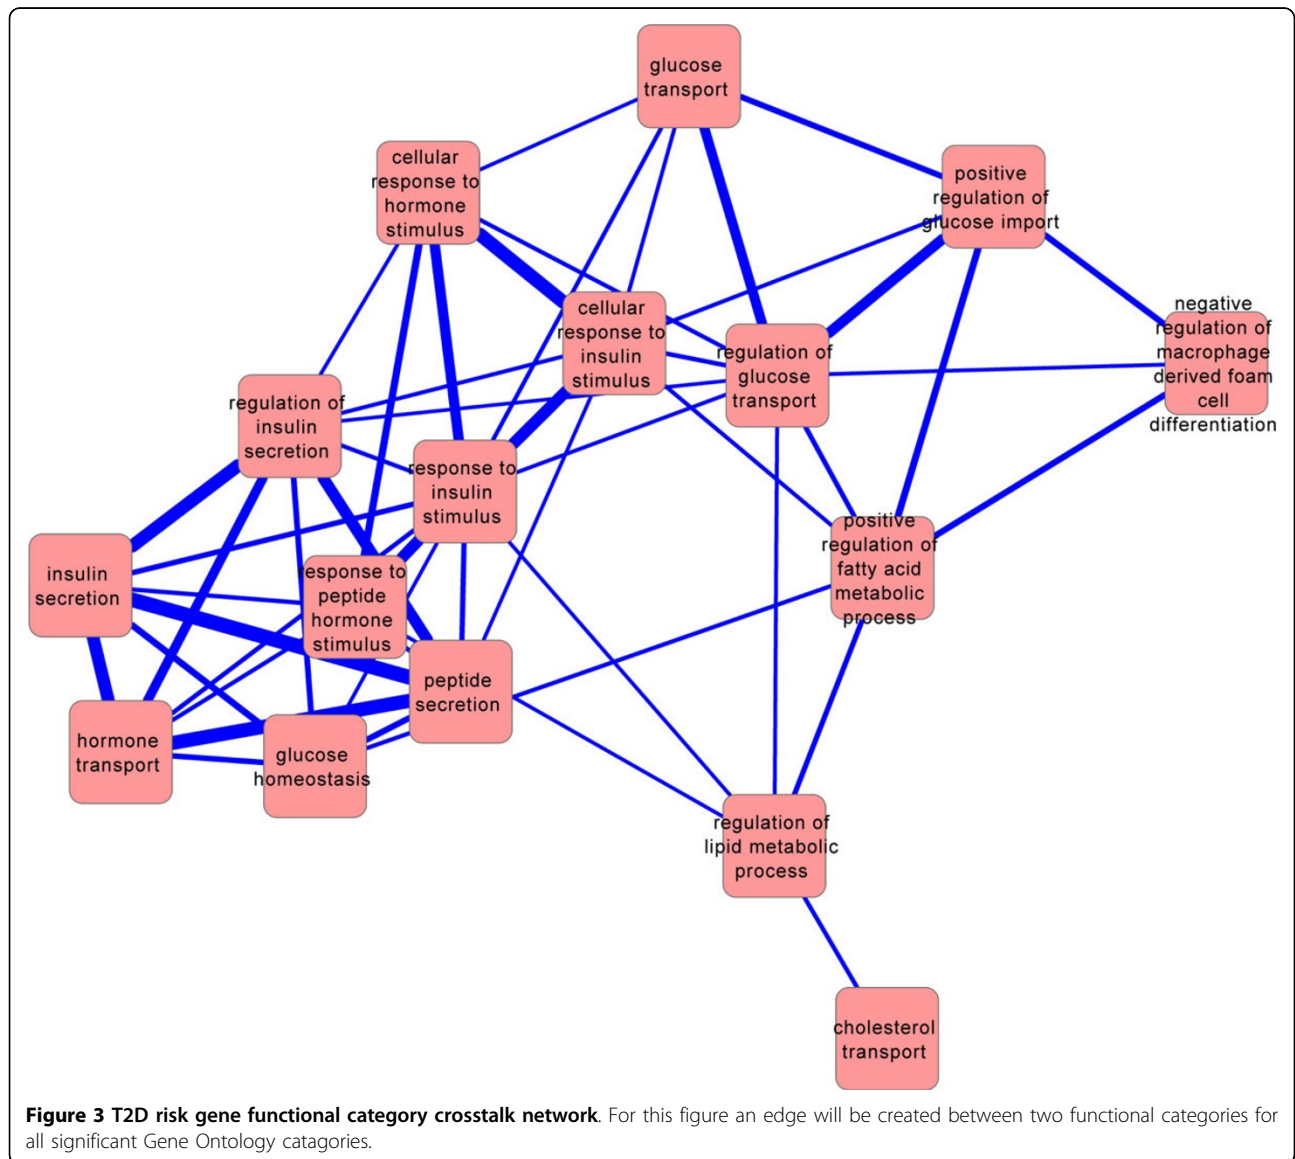 glucose
transport
cellular
response to
hormone
stimulus
positive
regulation of
glucose import
cellular
response to
insulin
stimulus
negative
regulation of
macrophage
derived foam
cell
differentiation
regulation of
glucose
transport
regulation of
insulin
secretion
response to
insulin
stimulus
positive
regulation of
fatty acid
metabolic
process
insulin
secretion
response to
peptide
hormone
stimulus
peptide
secretion
hormone
transport
glucose
homeostasis
regulation of
lipid metabolic
process
cholesterol
transport
Figure 3 T2D risk gene functional category crosstalk network. For this figure an edge will be created between two functional categories for
all significant Gene Ontology catagories.